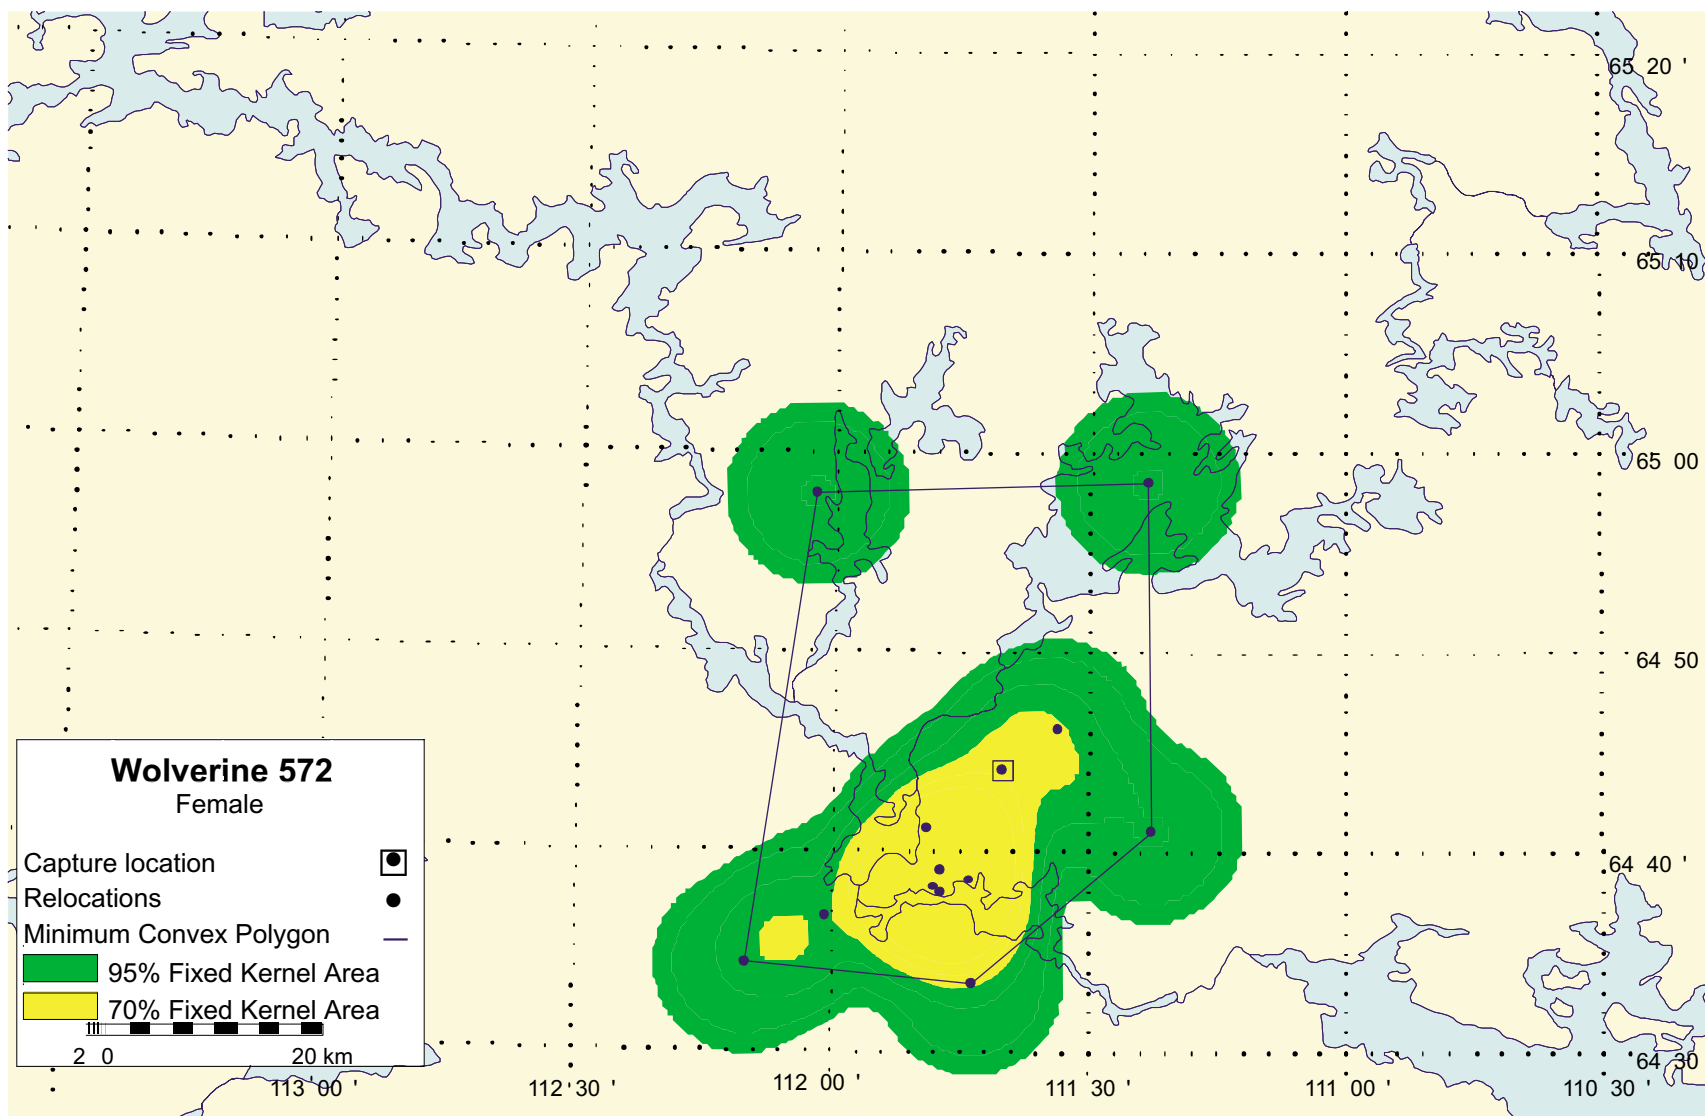 65 20 '
65 10
65 00
64 50
64 40
64 30
Wolverine 572
Female
Capture location
Relocations
Minimum Convex Polygon
95% Fixed Kernel Area
70% Fixed Kernel Area
2 0 20 km
113 00 ' 112 30 ' 112 00 ' 111 30 ' 111 00 ' 110 30 '